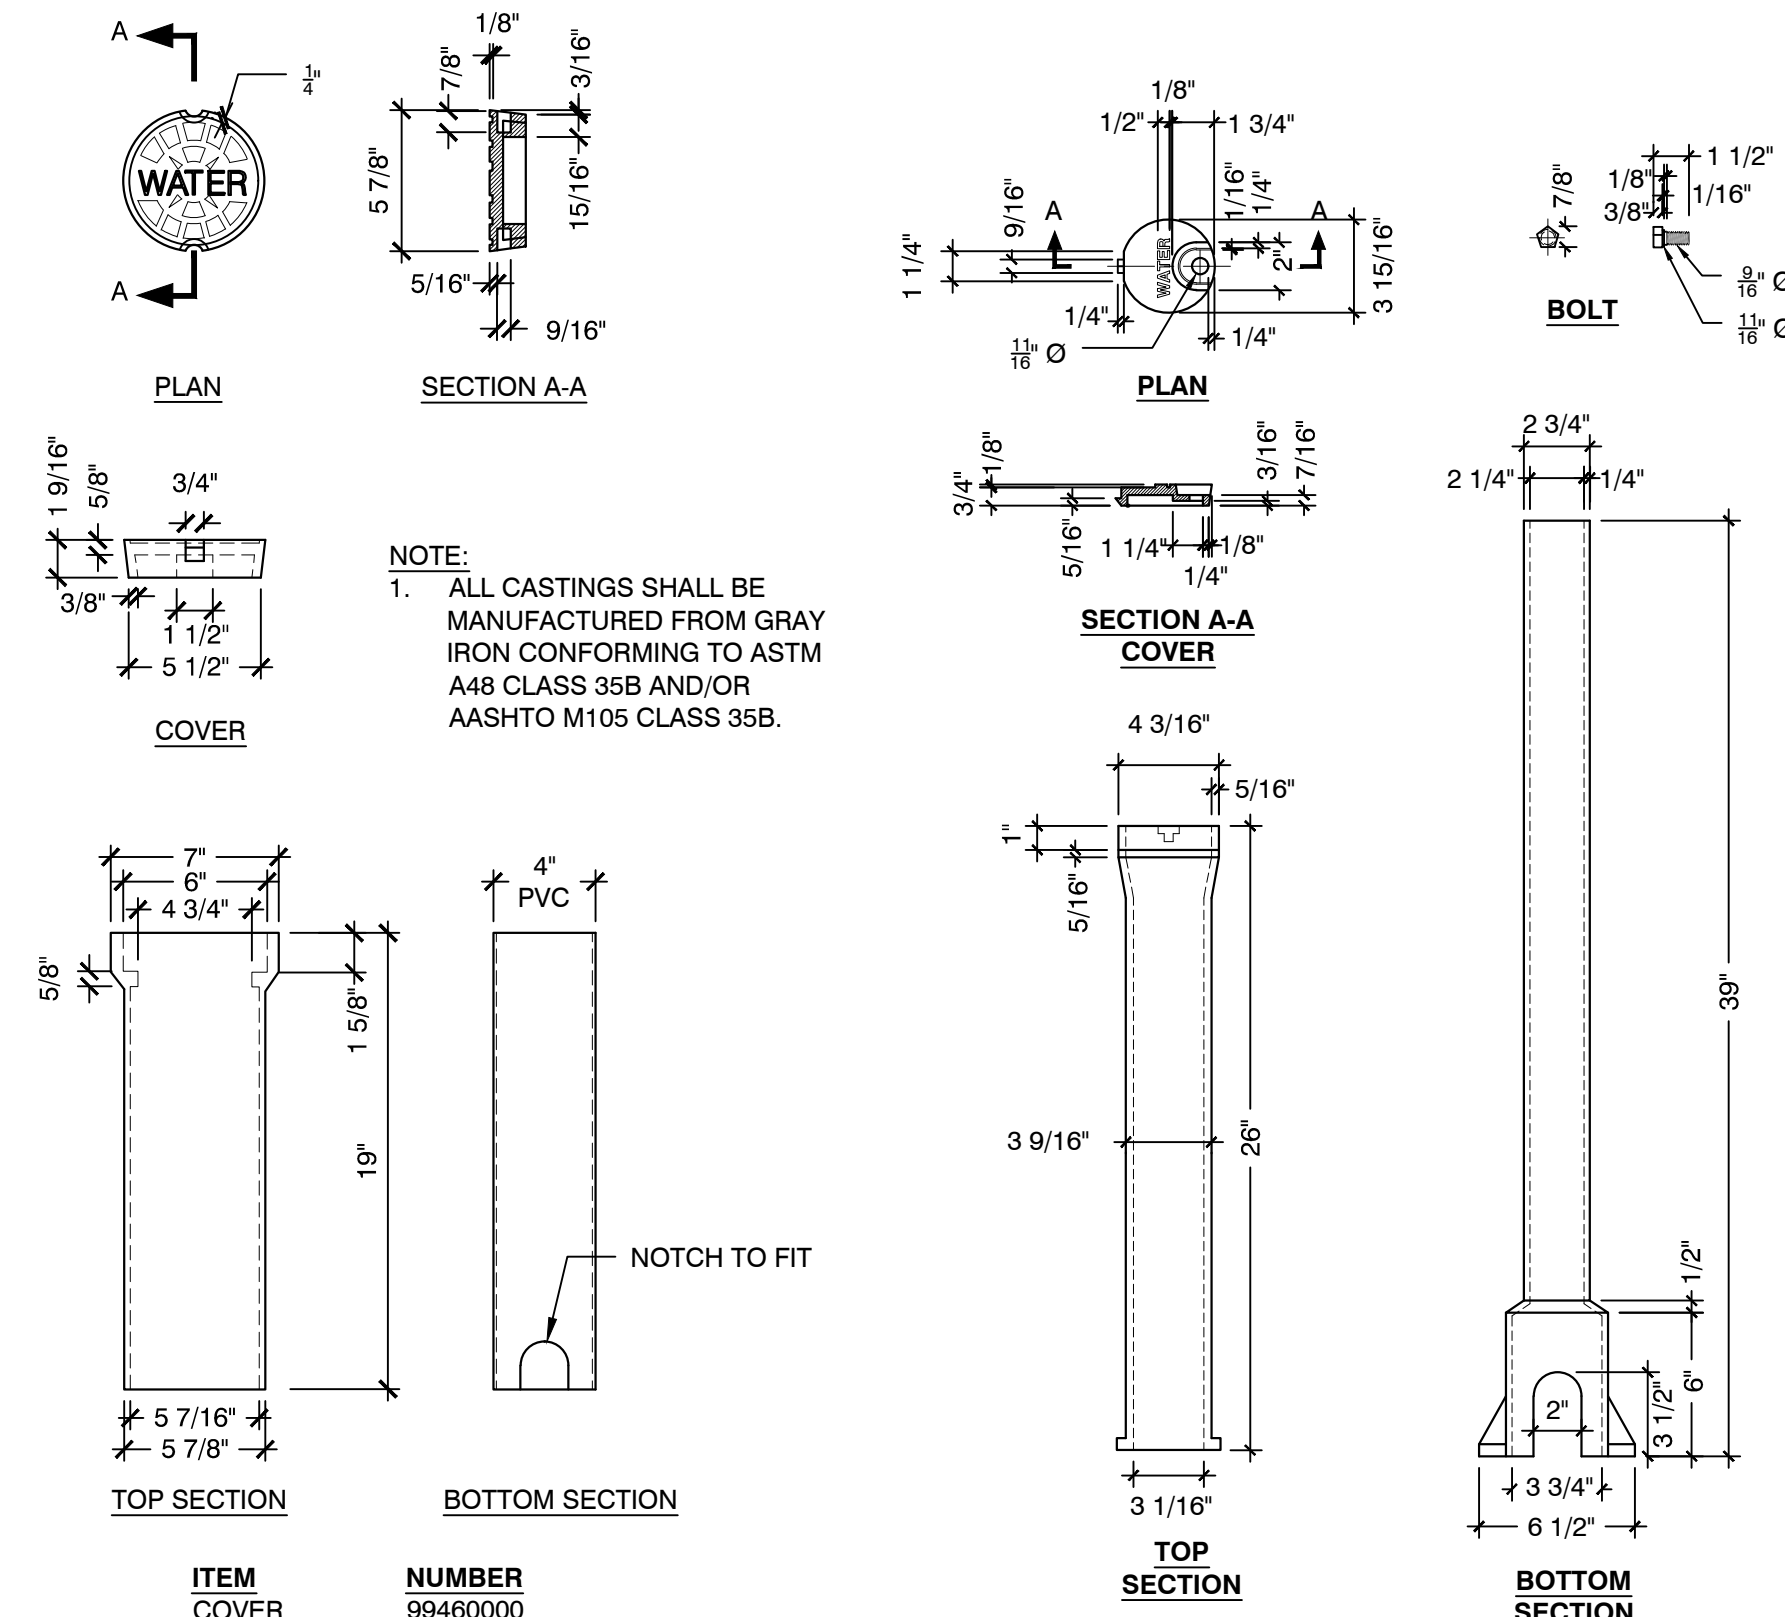 A
1/4"
WATER
A
PLAN
1/8"
7/8"
3/16"
5 7/8"
15/16"
5/16"
9/16"
SECTION A-A
1 9/16"
5/8"
3/4"
3/8"
1 1/2"
5 1/2"
COVER
NOTE:
1. ALL CASTINGS SHALL BE
MANUFACTURED FROM GRAY
IRON CONFORMING TO ASTM
A48 CLASS 35B AND/OR
AASHTO M105 CLASS 35B.
7"
6"
4 3/4"
5/8"
1 5/8"
19"
5 7/16"
5 7/8"
TOP SECTION
4"
PVC
NOTCH TO FIT
BOTTOM SECTION
ITEM NUMBER
COVER 99460000
1/8"
1/2" 1 3/4"
9/16"
A
1/16"
1/4"
A
1 1/4"
WATER
2"
3 15/16"
1/4"
11/16" Ø
1/4"
PLAN
7/8"
1 1/2"
1/8"
1/16"
3/8"
9/16" Ø
11/16" Ø
BOLT
1/8"
3/4"
3/16"
7/16"
5/16"
1 1/4"
1/8"
1/4"
SECTION A-A
COVER
4 3/16"
5/16"
1"
5/16"
3 9/16"
26"
3 1/16"
TOP
SECTION
2 3/4"
2 1/4" 1/4"
39"
1/2"
6"
3 1/2"
2"
3 3/4"
6 1/2"
BOTTOM
SECTION